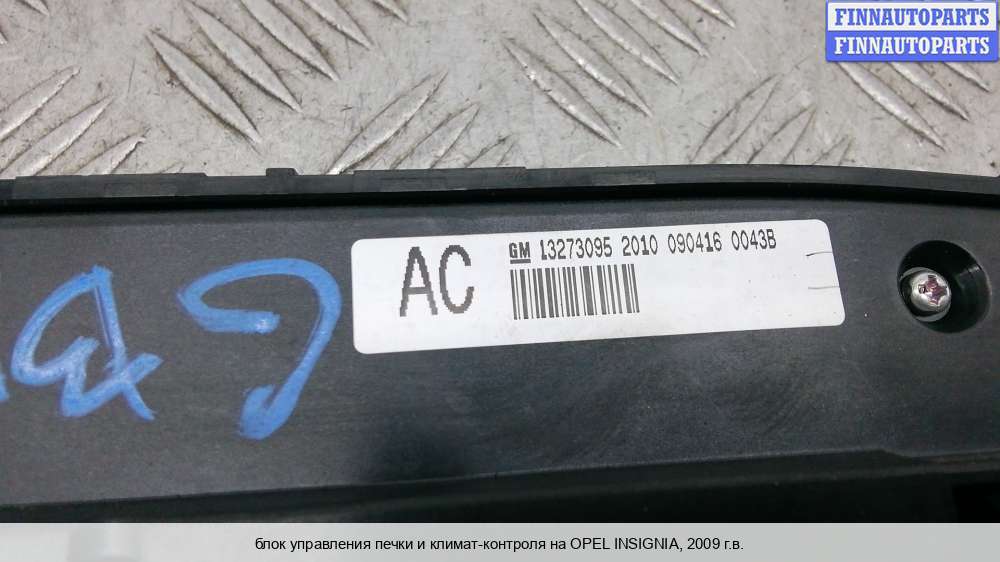 FINNAUTOPARTS
FINNAUTOPARTS
AC
GM 13273095 2010 090416 0043B
блок управления печки и климат-контроля на OPEL INSIGNIA, 2009 г.в.